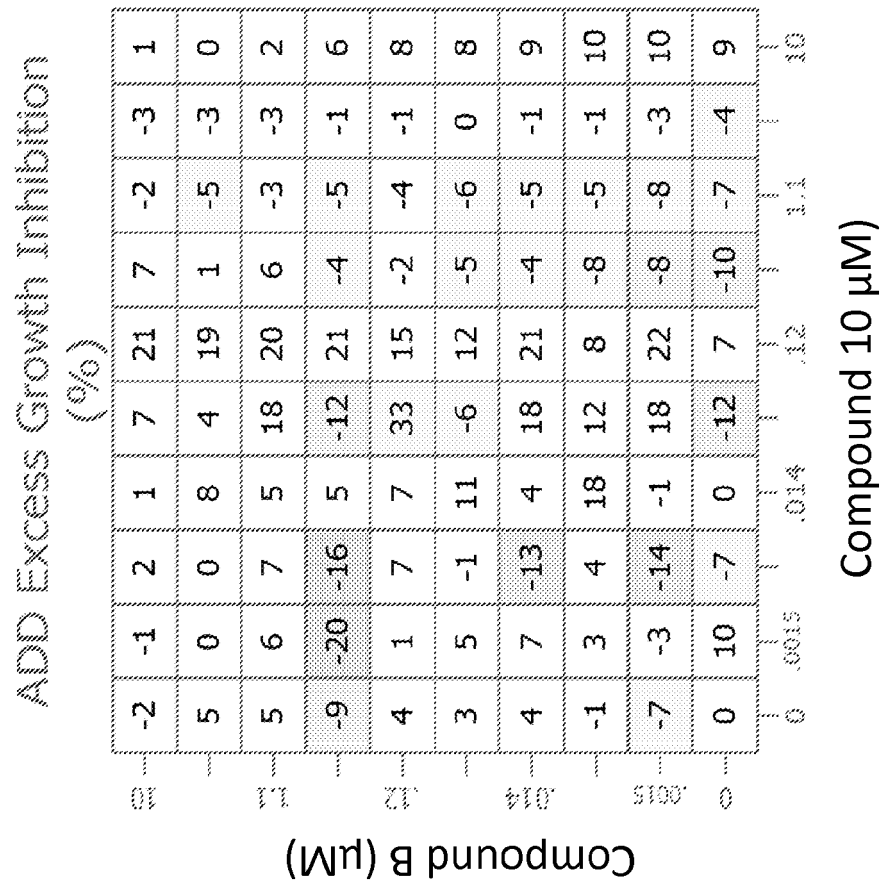 ADD Excess Growth Inhibition
(%)
10 -2 -1 2 1 7 21 7 -2 -3 1
5 0 0 8 4 19 1 -5 -3 0
1.1 5 6 7 5 18 20 6 -3 -3 2
-9 -20 -16 5 -12 21 -4 -5 -1 6
.12 4 1 7 7 33 15 -2 -4 -1 8
3 5 -1 11 -6 12 -5 -6 0 8
.014 4 7 -13 4 18 21 -4 -5 -1 9
-1 3 4 18 12 8 -8 -5 -1 10
.0015 -7 -3 -14 -1 18 22 -8 -8 -3 10
0 0 10 -7 0 -12 7 -10 -7 -4 9
0 .0015 .014 .12 1.1 10
Compound B (µM)
Compound 10 µM)